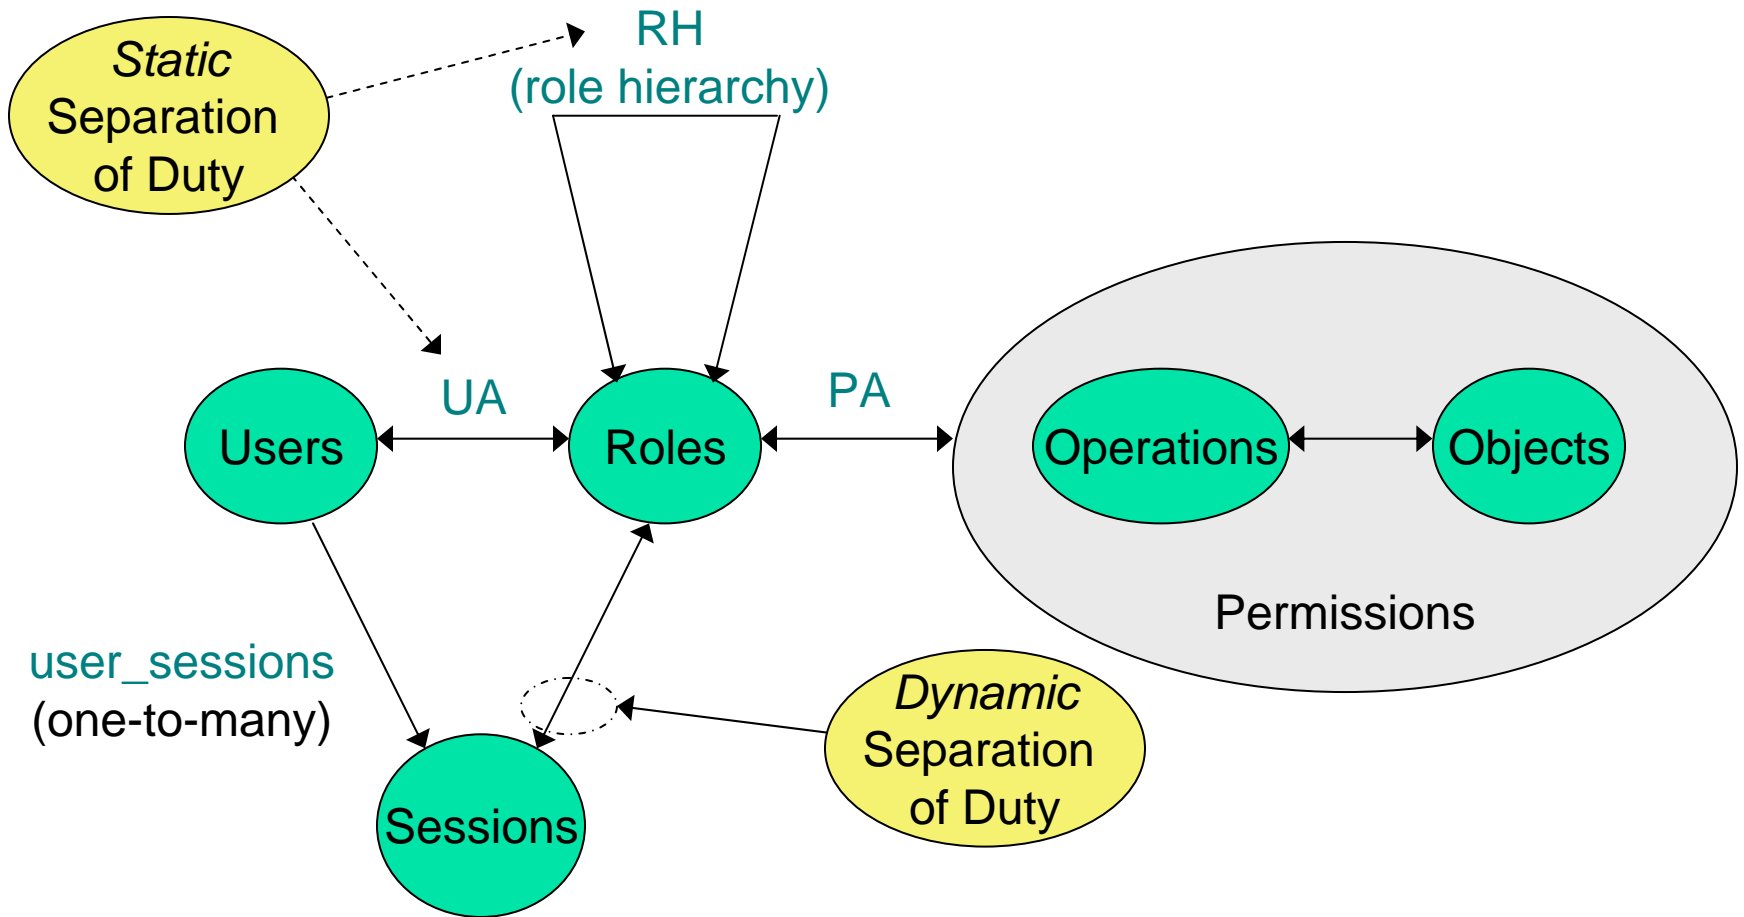 Static
Separation
of Duty
RH
(role hierarchy)
UA
PA
Users
Roles
Operations
Objects
Permissions
user_sessions
(one-to-many)
Dynamic
Separation
of Duty
Sessions